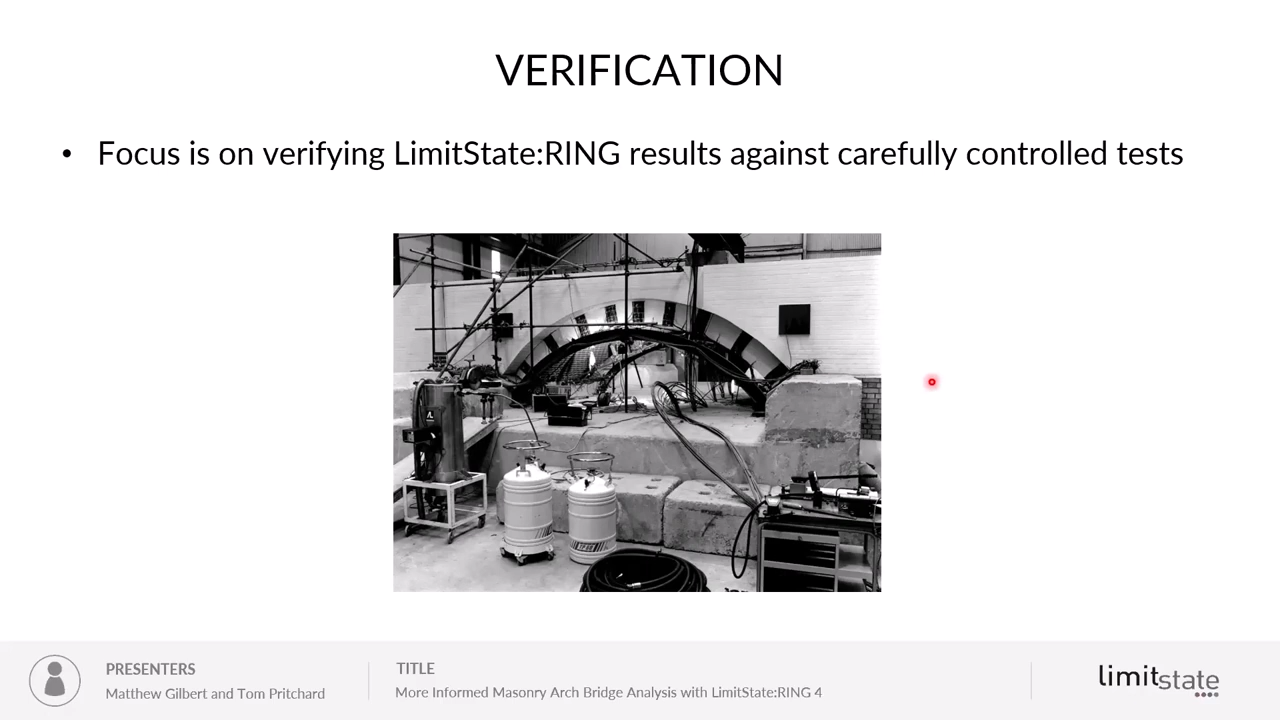 VERIFICATION
• Focus is on verifying LimitState:RING results against carefully controlled tests
PRESENTERS
Matthew Gilbert and Tom Pritchard
TITLE
More Informed Masonry Arch Bridge Analysis with LimitState:RING 4
limitstate